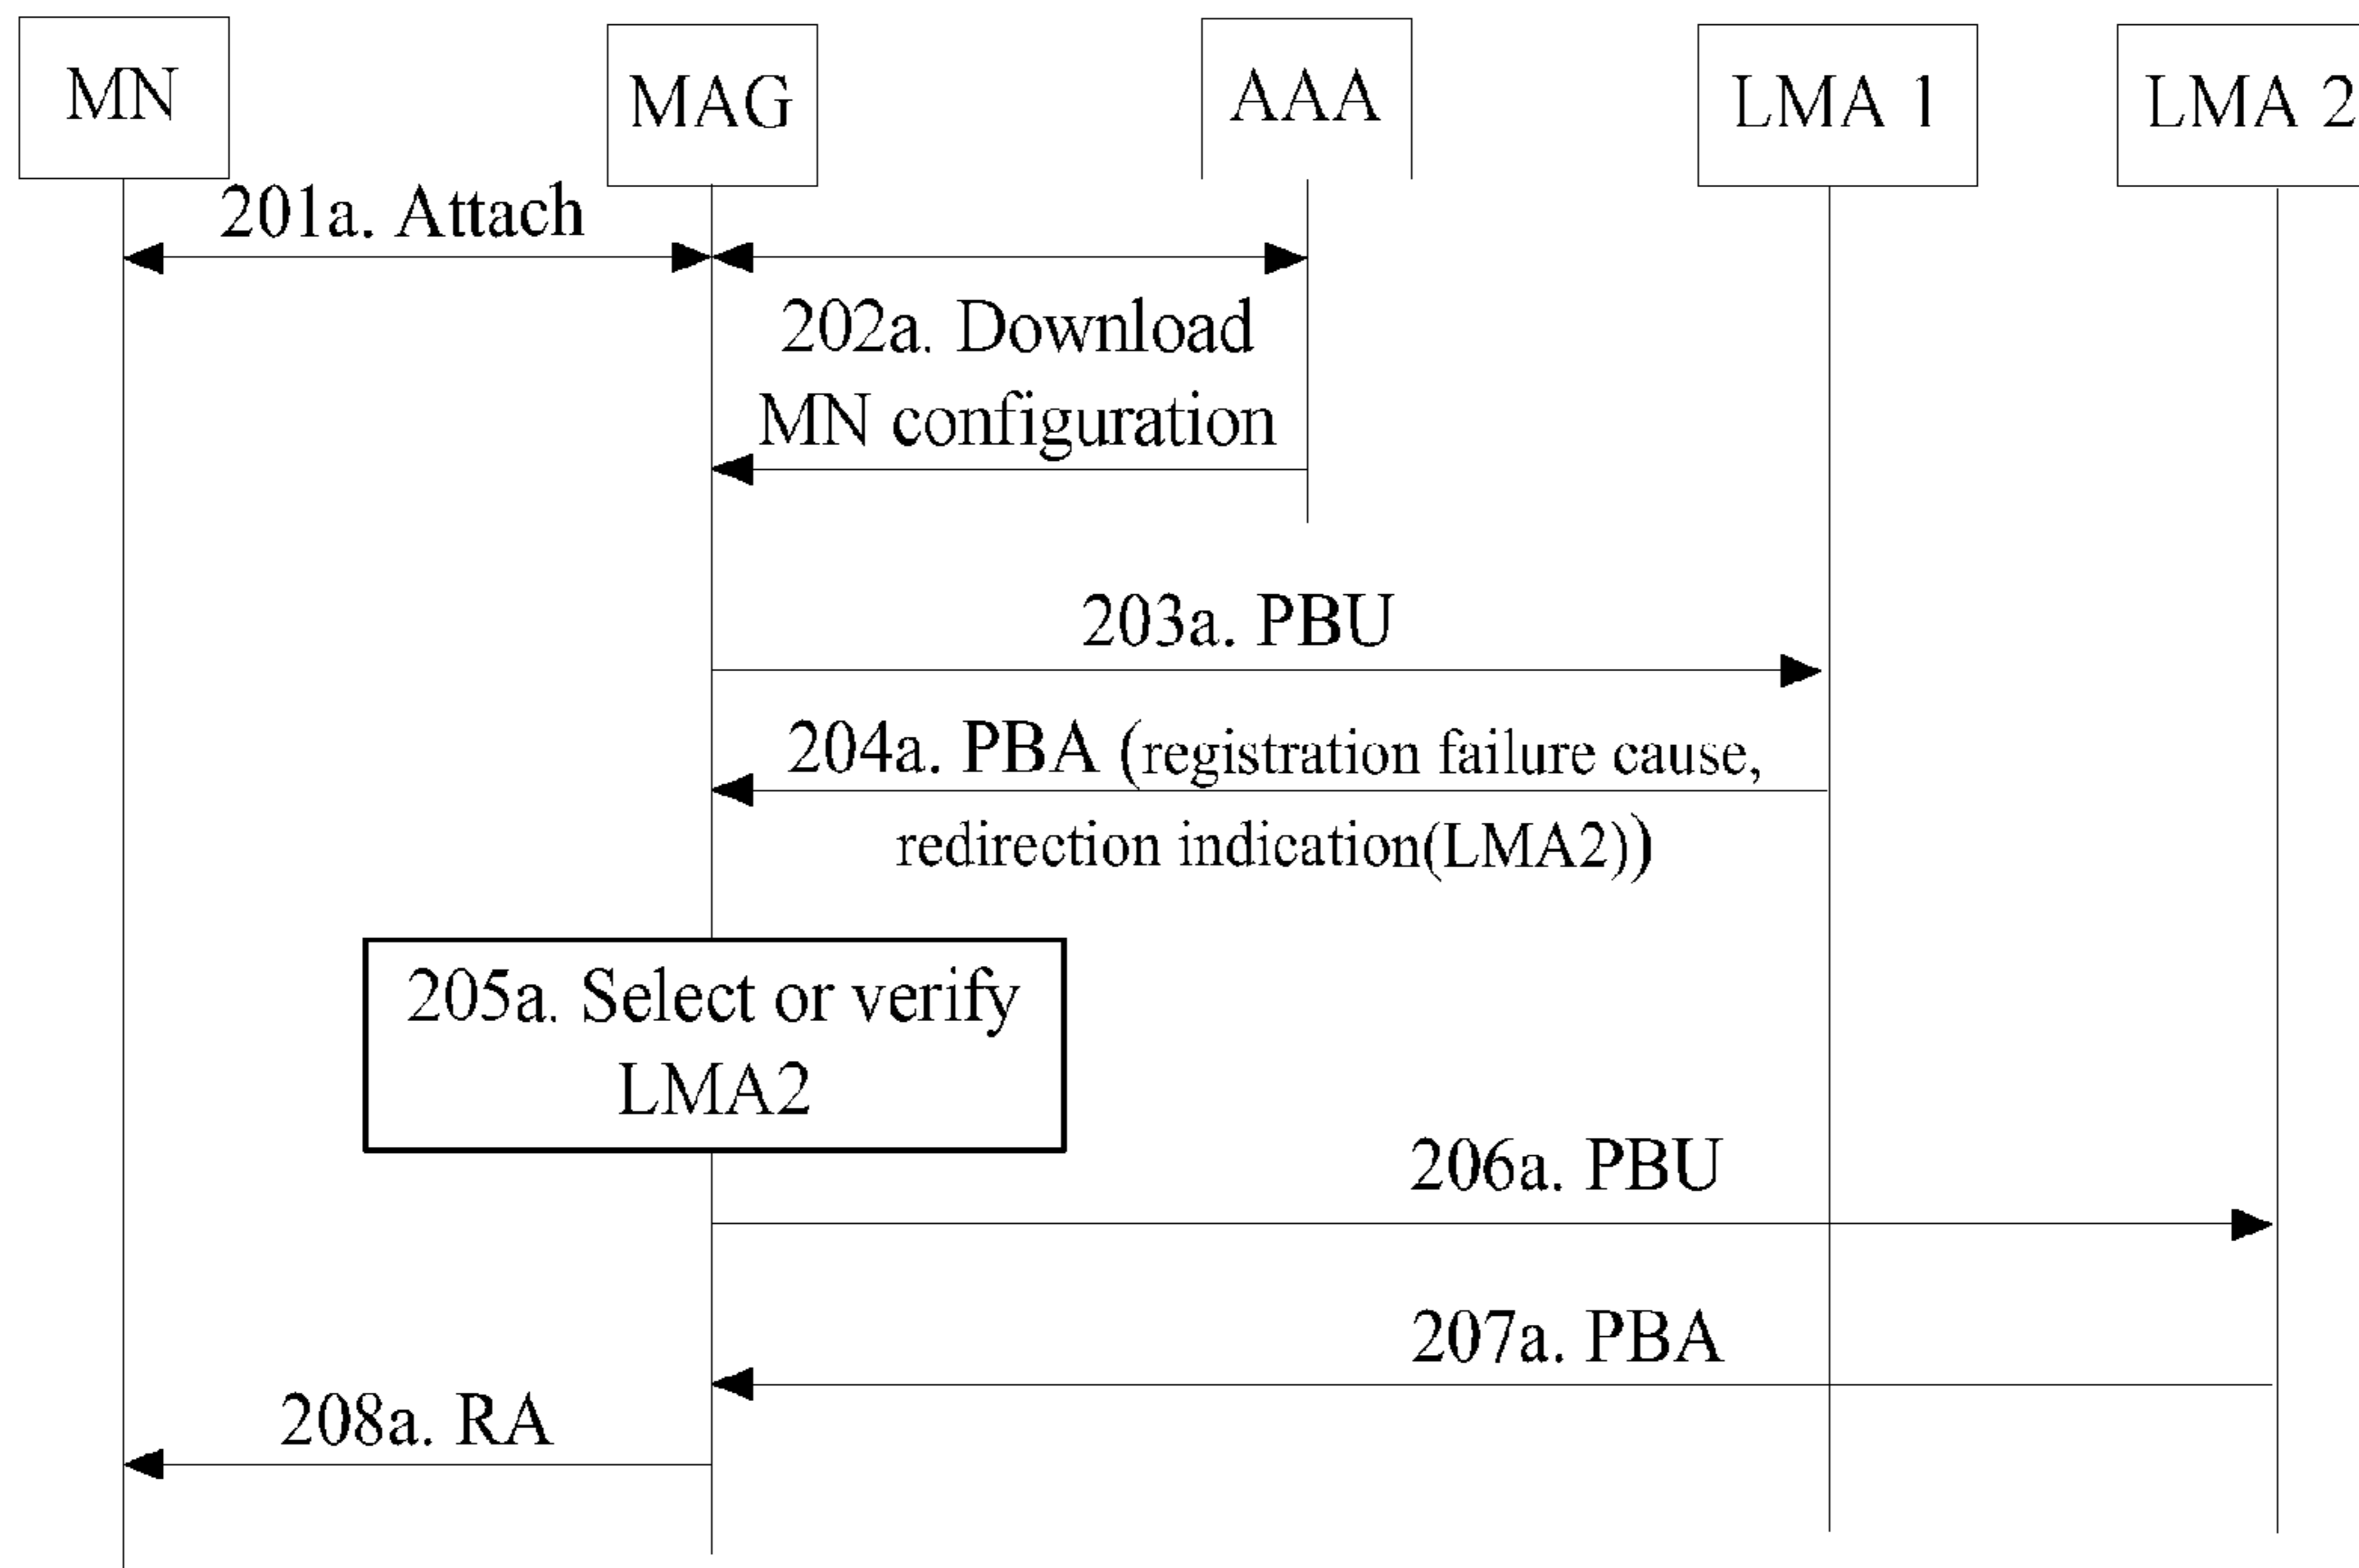 MN
MAG
AAA
LMA 1
LMA 2
201a. Attach
202a. Download
MN configuration
203a. PBU
204a. PBA (registration failure cause,
redirection indication(LMA2))
205a. Select or verify
LMA2
206a. PBU
207a. PBA
208a. RA